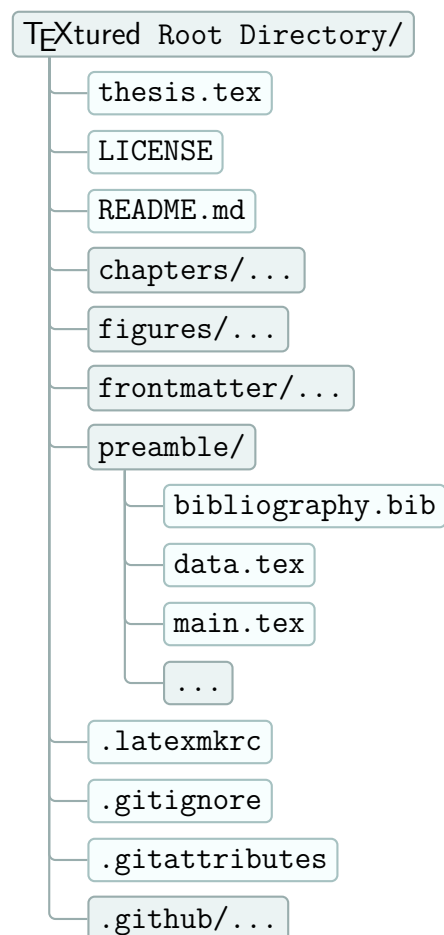 TEXtured Root Directory/
thesis.tex
LICENSE
README.md
chapters/...
figures/...
frontmatter/...
preamble/
bibliography.bib
data.tex
main.tex
...
.latexmkrc
.gitignore
.gitattributes
.github/...